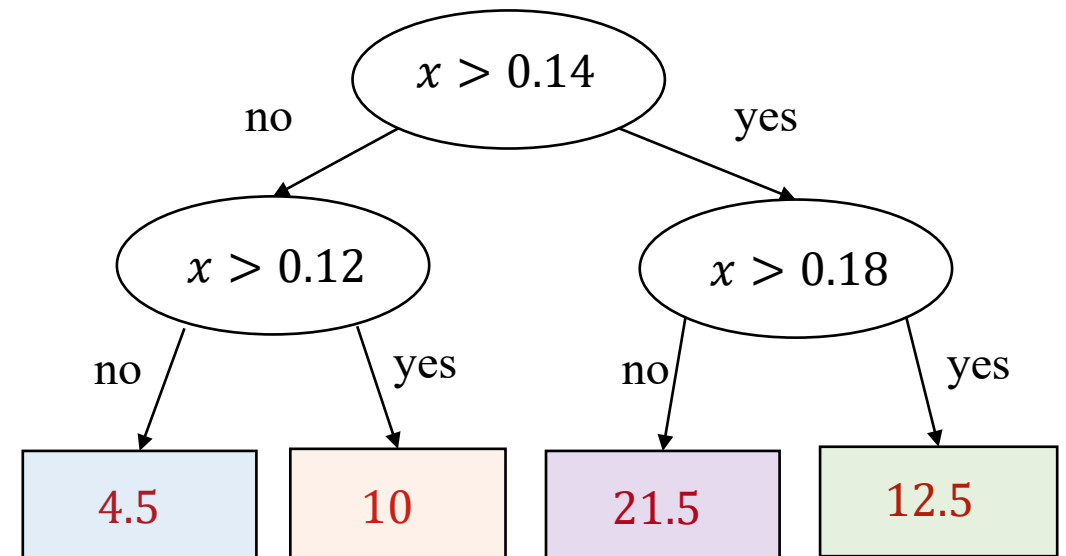 x > 0.14
no
yes
x > 0.12
x > 0.18
no
yes
no
yes
4.5
10
21.5
12.5